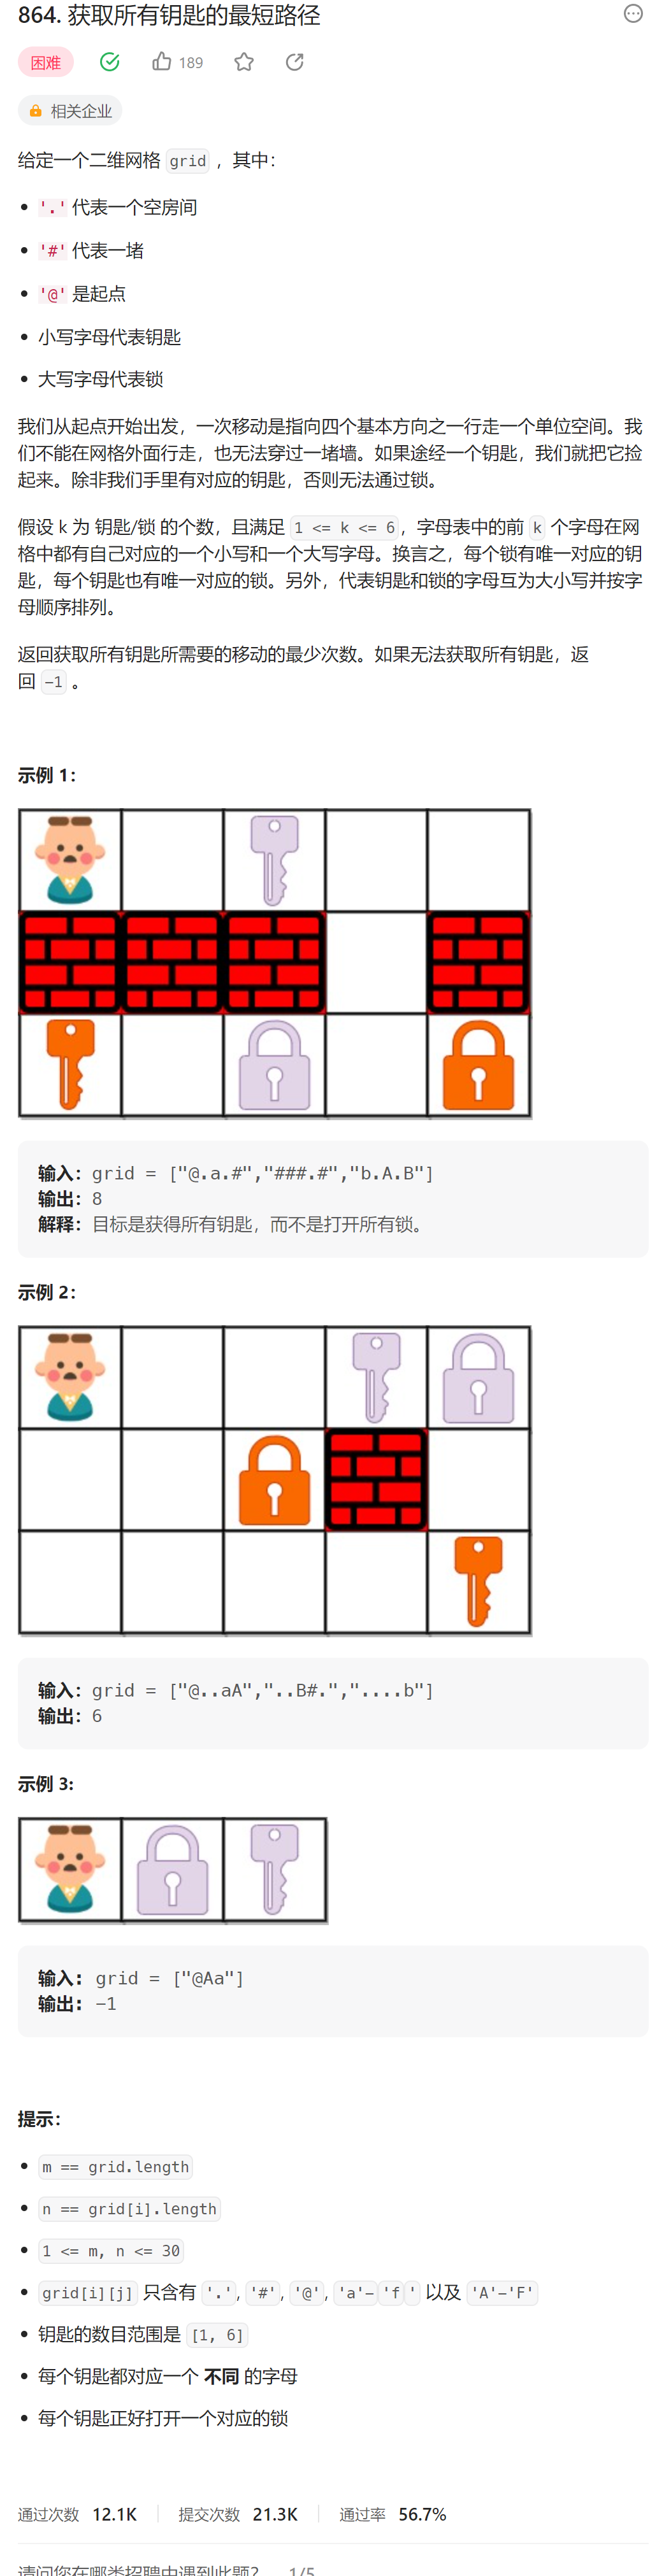 864. 获取所有钥匙的最短路径
困难 189
相关企业
给定一个二维网格 grid ，其中：
'.' 代表一个空房间
'#' 代表一堵
'@' 是起点
小写字母代表钥匙
大写字母代表锁
我们从起点开始出发，一次移动是指向四个基本方向之一行走一个单位空间。我
们不能在网格外面行走，也无法穿过一堵墙。如果途经一个钥匙，我们就把它捡
起来。除非我们手里有对应的钥匙，否则无法通过锁。
假设 k 为 钥匙/锁 的个数，且满足 1 <= k <= 6，字母表中的前 k 个字母在网
格中都有自己对应的一个小写和一个大写字母。换言之，每个锁有唯一对应的钥
匙，每个钥匙也有唯一对应的锁。另外，代表钥匙和锁的字母互为大小写并按字
母顺序排列。
返回获取所有钥匙所需要的移动的最少次数。如果无法获取所有钥匙，返
回 -1 。
示例 1：
输入：grid = ["@.a.#","###.#","b.A.B"]
输出：8
解释：目标是获得所有钥匙，而不是打开所有锁。
示例 2：
输入：grid = ["@..aA","..B#.","....b"]
输出：6
示例 3:
输入: grid = ["@Aa"]
输出: -1
提示：
m == grid.length
n == grid[i].length
1 <= m, n <= 30
grid[i][j] 只含有 '.', '#', '@', 'a'-'f' 以及 'A'-'F'
钥匙的数目范围是 [1, 6]
每个钥匙都对应一个 不同 的字母
每个钥匙正好打开一个对应的锁
通过次数 12.1K 提交次数 21.3K 通过率 56.7%
请问您在哪类招聘中遇到此题？ 1/5